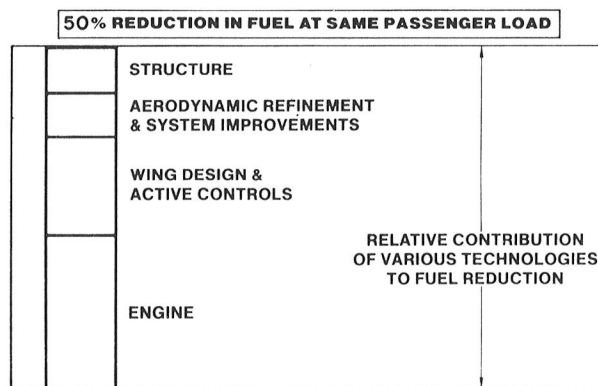 50% REDUCTION IN FUEL AT SAME PASSENGER LOAD
STRUCTURE
AERODYNAMIC REFINEMENT
& SYSTEM IMPROVEMENTS
WING DESIGN &
ACTIVE CONTROLS
RELATIVE CONTRIBUTION
OF VARIOUS TECHNOLOGIES
TO FUEL REDUCTION
ENGINE